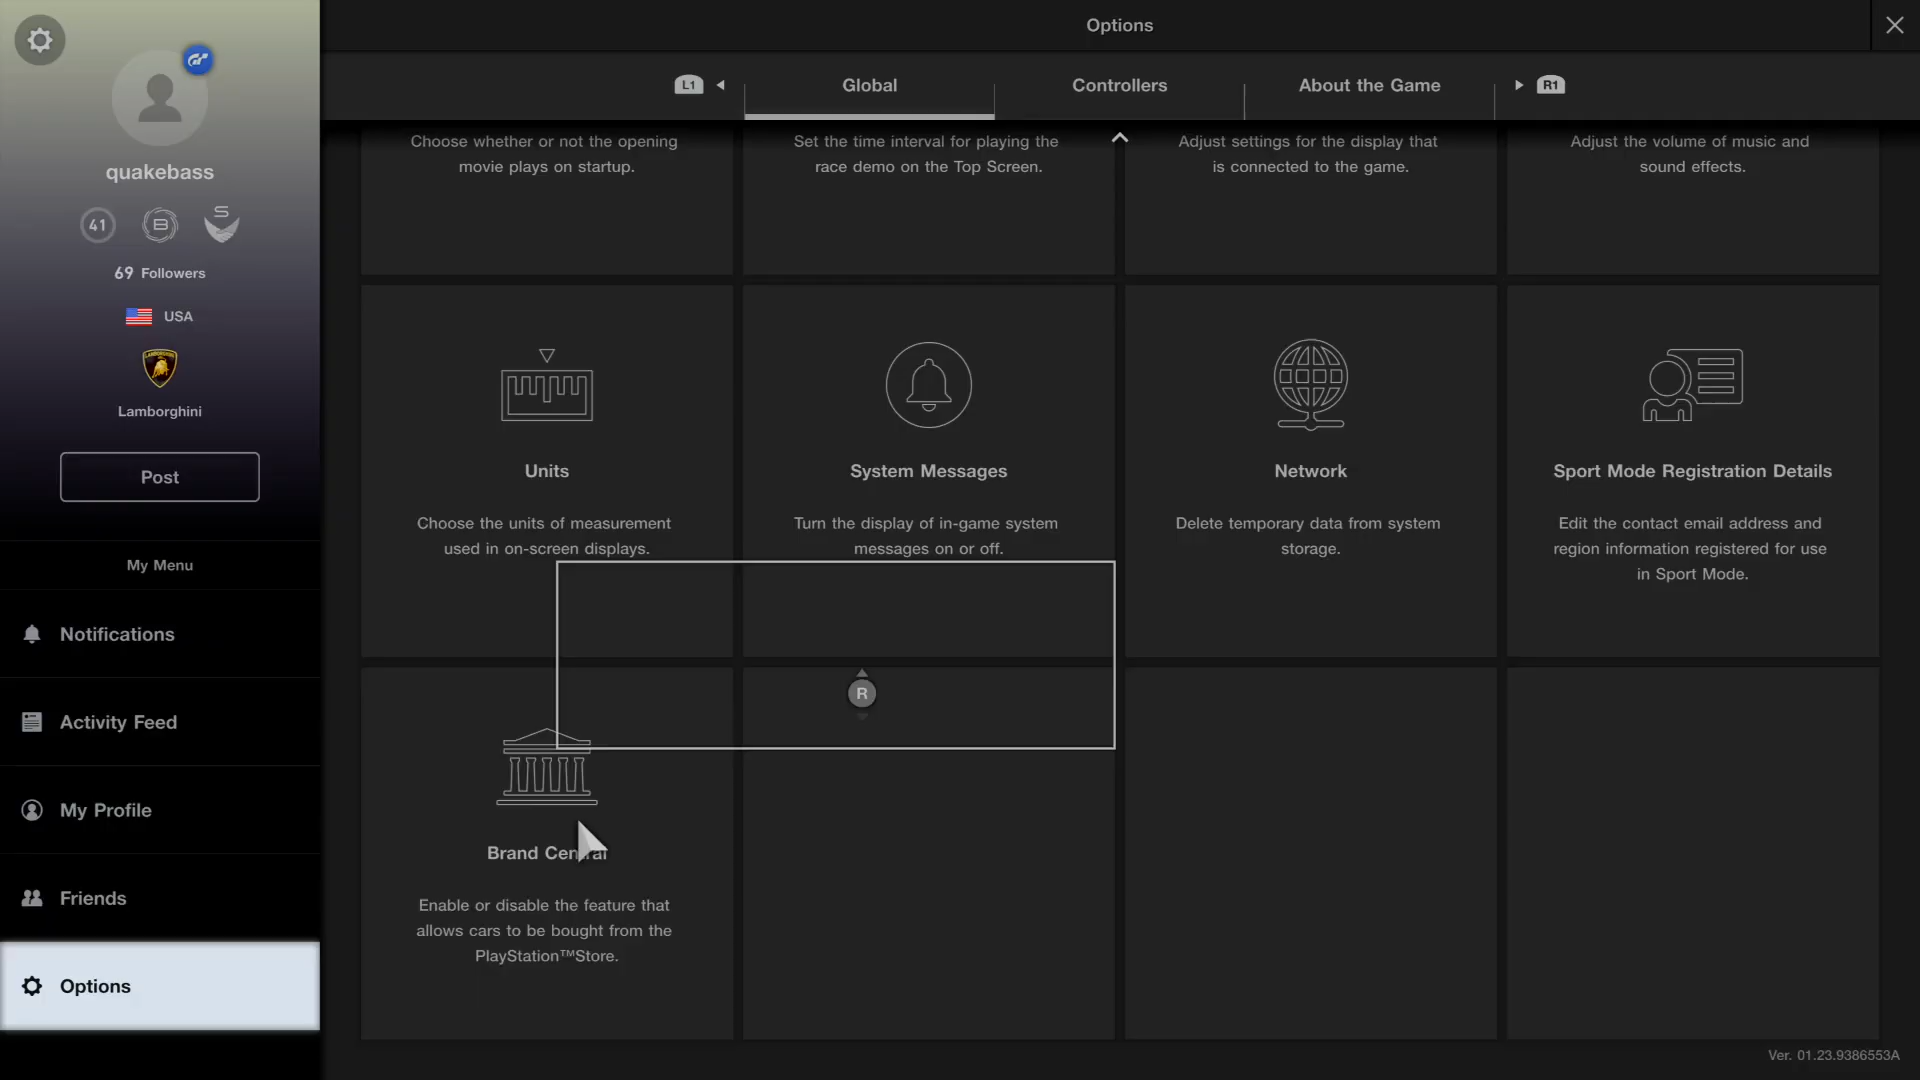 Options
L1
Global
Controllers
About the Game
R1
quakebass
41
B
S
69 Followers
USA
LAMBORGHINI
Lamborghini
Post
My Menu
Notifications
Activity Feed
My Profile
Friends
Options
Choose whether or not the opening
movie plays on startup.
Set the time interval for playing the
race demo on the Top Screen.
Adjust settings for the display that
is connected to the game.
Adjust the volume of music and
sound effects.
Units
Choose the units of measurement
used in on-screen displays.
System Messages
Turn the display of in-game system
messages on or off.
Network
Delete temporary data from system
storage.
Sport Mode Registration Details
Edit the contact email address and
region information registered for use
in Sport Mode.
R
Brand Central
Enable or disable the feature that
allows cars to be bought from the
PlayStation™Store.
Ver. 01.23.9386553A